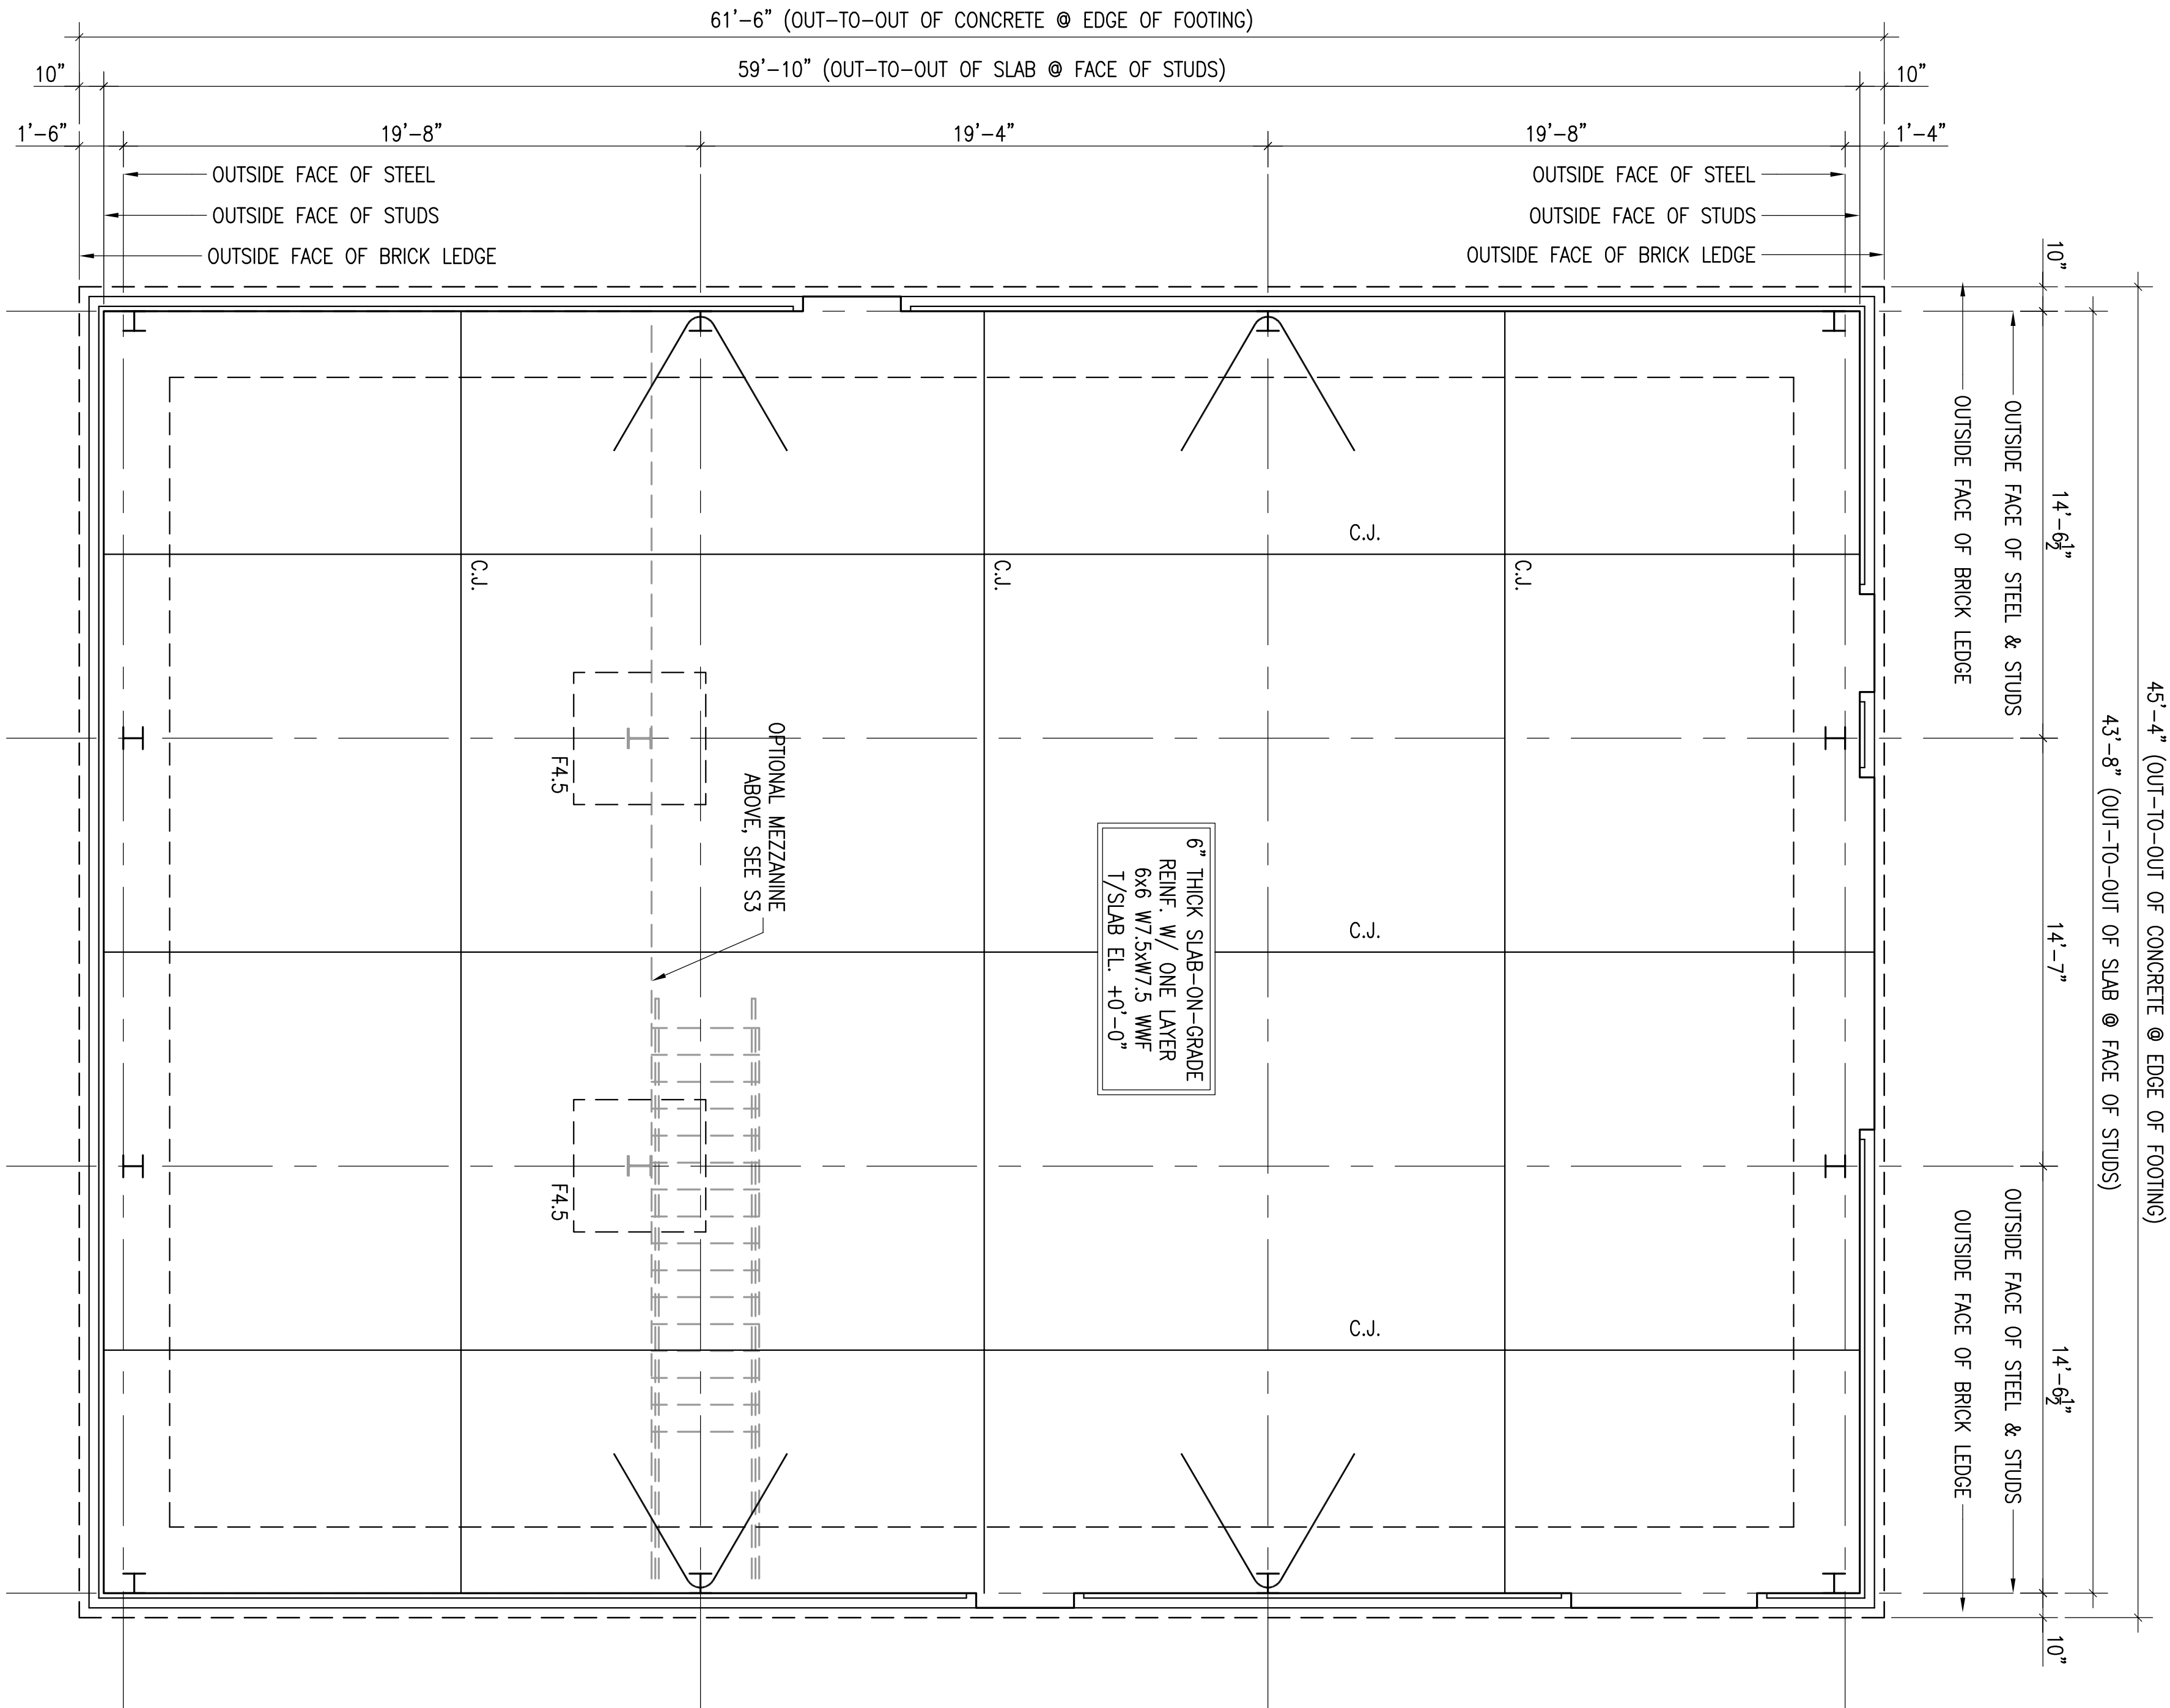 61'-6" (OUT-TO-OUT OF CONCRETE @ EDGE OF FOOTING)
59'-10" (OUT-TO-OUT OF SLAB @ FACE OF STUDS)
10"
10"
1'-6"
19'-8"
19'-4"
19'-8"
1'-4"
OUTSIDE FACE OF STEEL
OUTSIDE FACE OF STUDS
OUTSIDE FACE OF BRICK LEDGE
OUTSIDE FACE OF STEEL
OUTSIDE FACE OF STUDS
OUTSIDE FACE OF BRICK LEDGE
10"
14'-6½"
14'-7"
14'-6½"
10"
45'-4" (OUT-TO-OUT OF CONCRETE @ EDGE OF FOOTING)
43'-8" (OUT-TO-OUT OF SLAB @ FACE OF STUDS)
OUTSIDE FACE OF STEEL & STUDS
OUTSIDE FACE OF BRICK LEDGE
OUTSIDE FACE OF STEEL & STUDS
OUTSIDE FACE OF BRICK LEDGE
C.J.
C.J.
C.J.
C.J.
C.J.
C.J.
F4.5
F4.5
OPTIONAL MEZZANINE
ABOVE, SEE S3
6" THICK SLAB-ON-GRADE
REINF. W/ ONE LAYER
6x6 W7.5xW7.5 WWF
T/SLAB EL. +0'-0"